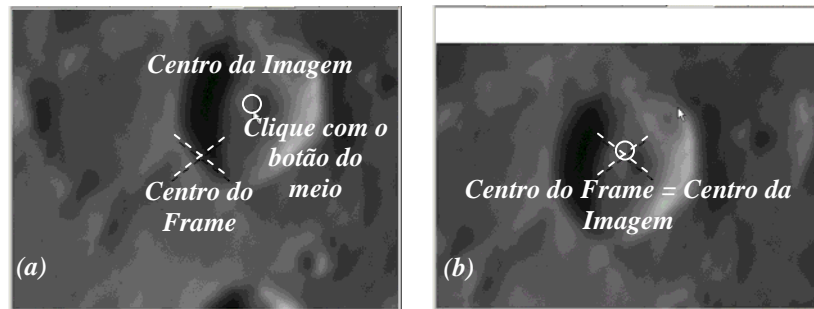 Centro da Imagem
Clique com o
botão do
meio
Centro do
Frame
(a)
Centro do Frame = Centro da
Imagem
(b)